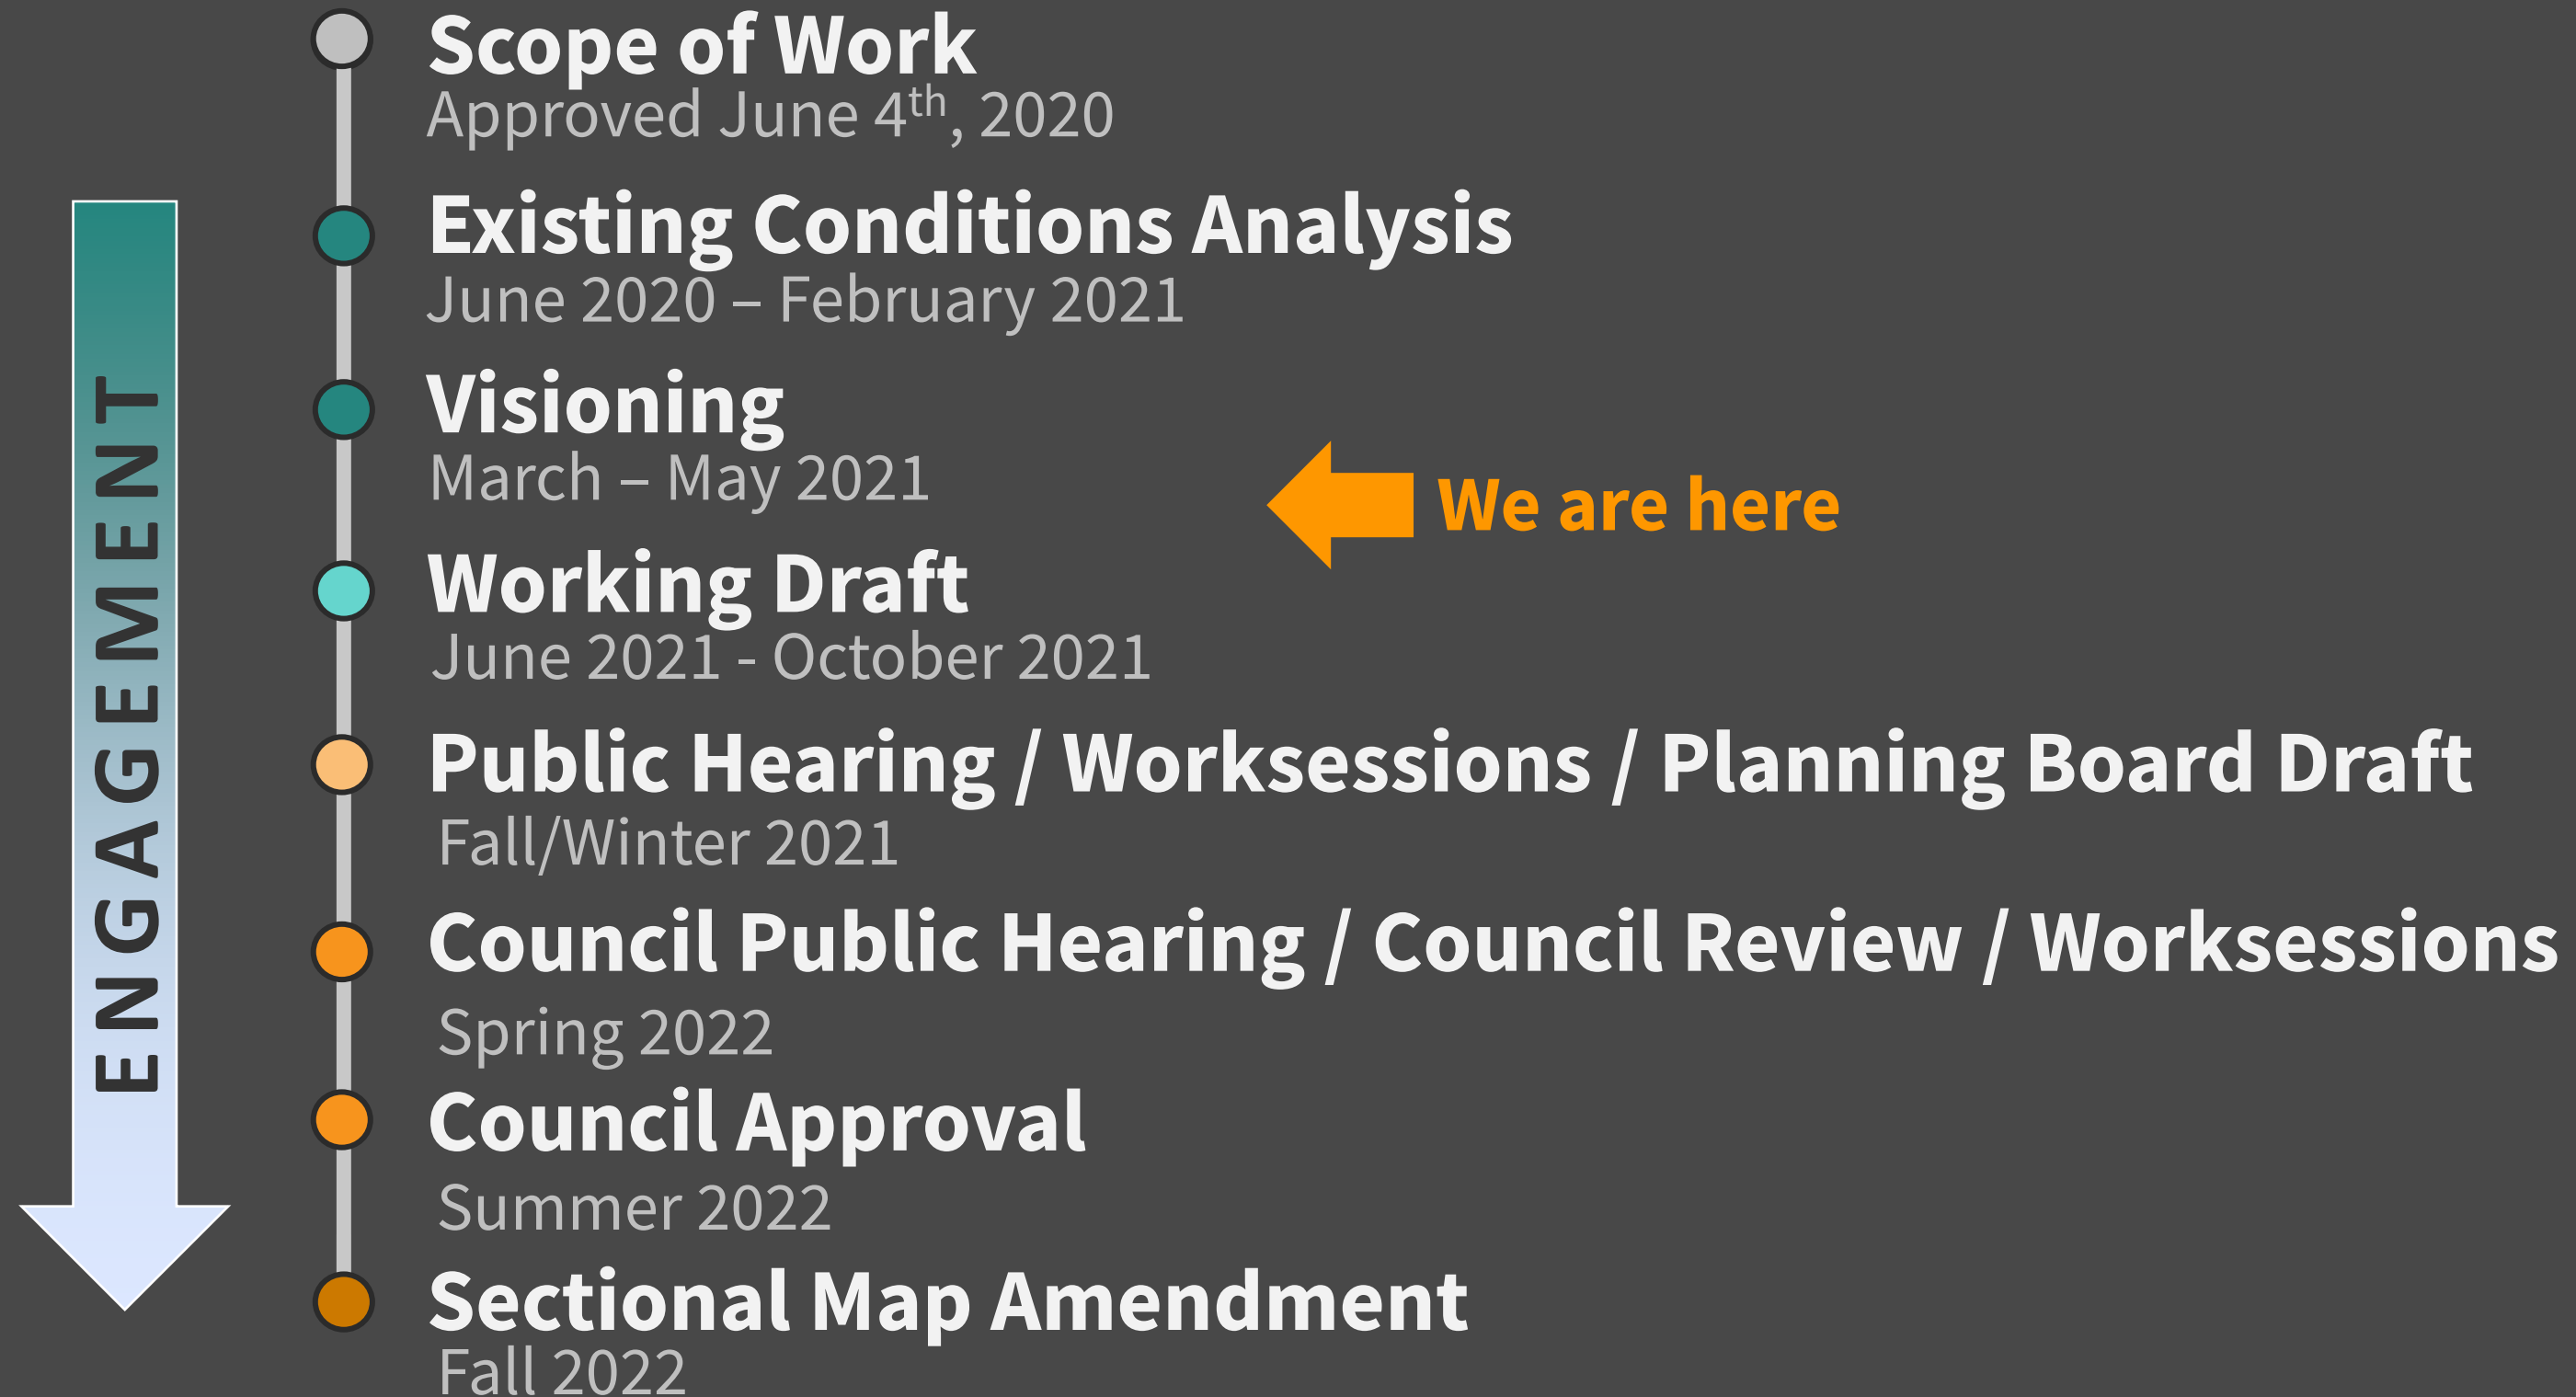 Scope of Work
Approved June 4th, 2020
Existing Conditions Analysis
June 2020 – February 2021
Visioning
March – May 2021
We are here
Working Draft
June 2021 - October 2021
Public Hearing / Worksessions / Planning Board Draft
Fall/Winter 2021
Council Public Hearing / Council Review / Worksessions
Spring 2022
Council Approval
Summer 2022
Sectional Map Amendment
Fall 2022
ENGAGEMENT